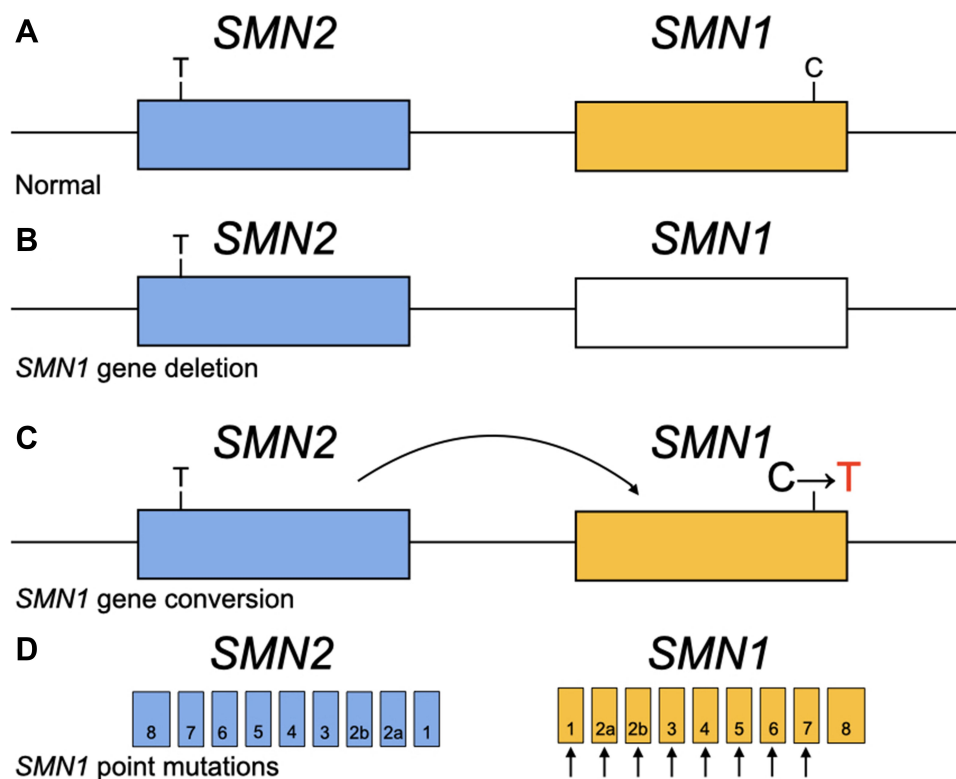 A
SMN2 SMN1
T C
Normal
B
SMN2 SMN1
T
SMN1 gene deletion
C
SMN2 SMN1
T C→T
SMN1 gene conversion
D
SMN2 SMN1
8 7 6 5 4 3 2b 2a 1 1 2a 2b 3 4 5 6 7 8
SMN1 point mutations